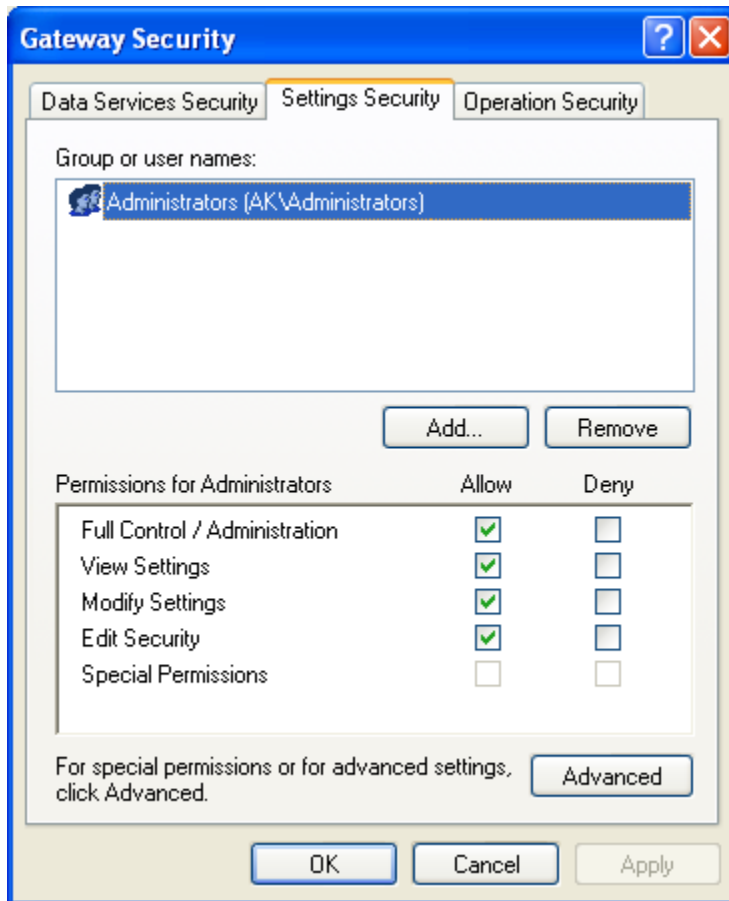 Gateway Security
Data Services Security Settings Security Operation Security
Group or user names:
Administrators (AK\Administrators)
Add... Remove
Permissions for Administrators Allow Deny
Full Control / Administration
View Settings
Modify Settings
Edit Security
Special Permissions
For special permissions or for advanced settings,
click Advanced.
Advanced
OK Cancel Apply